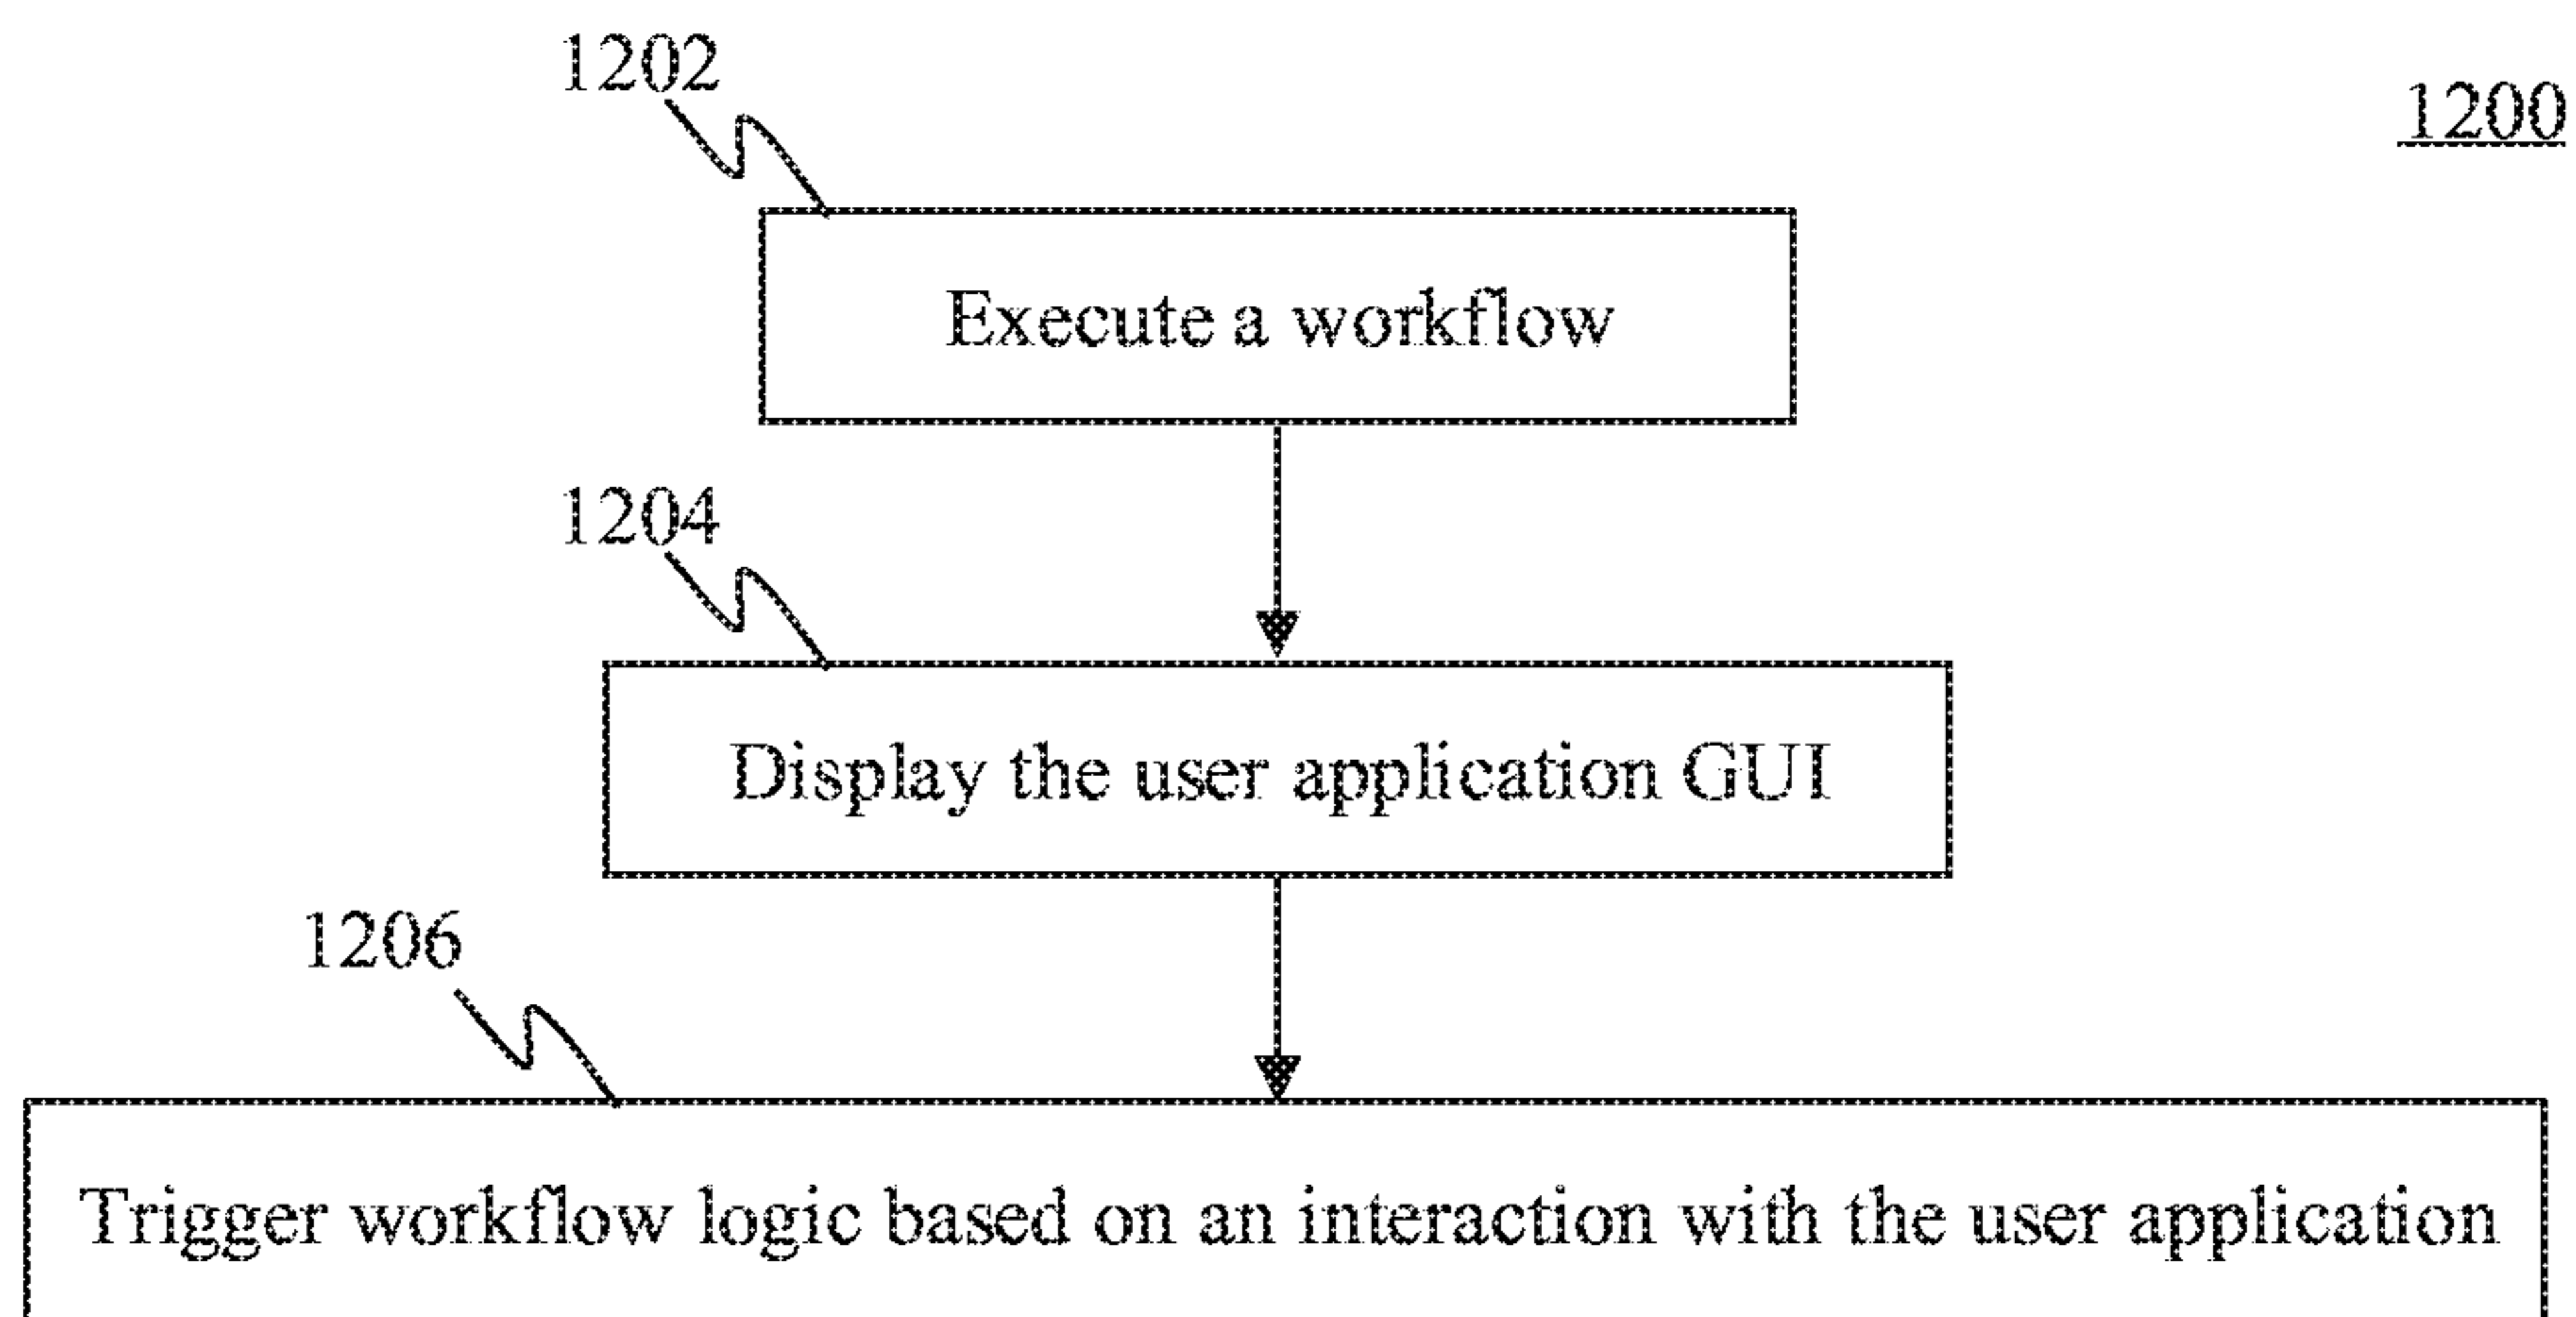 1202
1200
Execute a workflow
1204
Display the user application GUI
1206
Trigger workflow logic based on an interaction with the user application